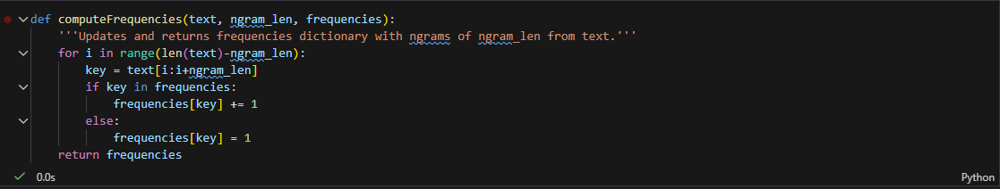 def computeFrequencies(text, ngram_len, frequencies):
    '''Updates and returns frequencies dictionary with ngrams of ngram_len from text.'''
    for i in range(len(text)-ngram_len):
        key = text[i:i+ngram_len]
        if key in frequencies:
            frequencies[key] += 1
        else:
            frequencies[key] = 1
    return frequencies
0.0s Python